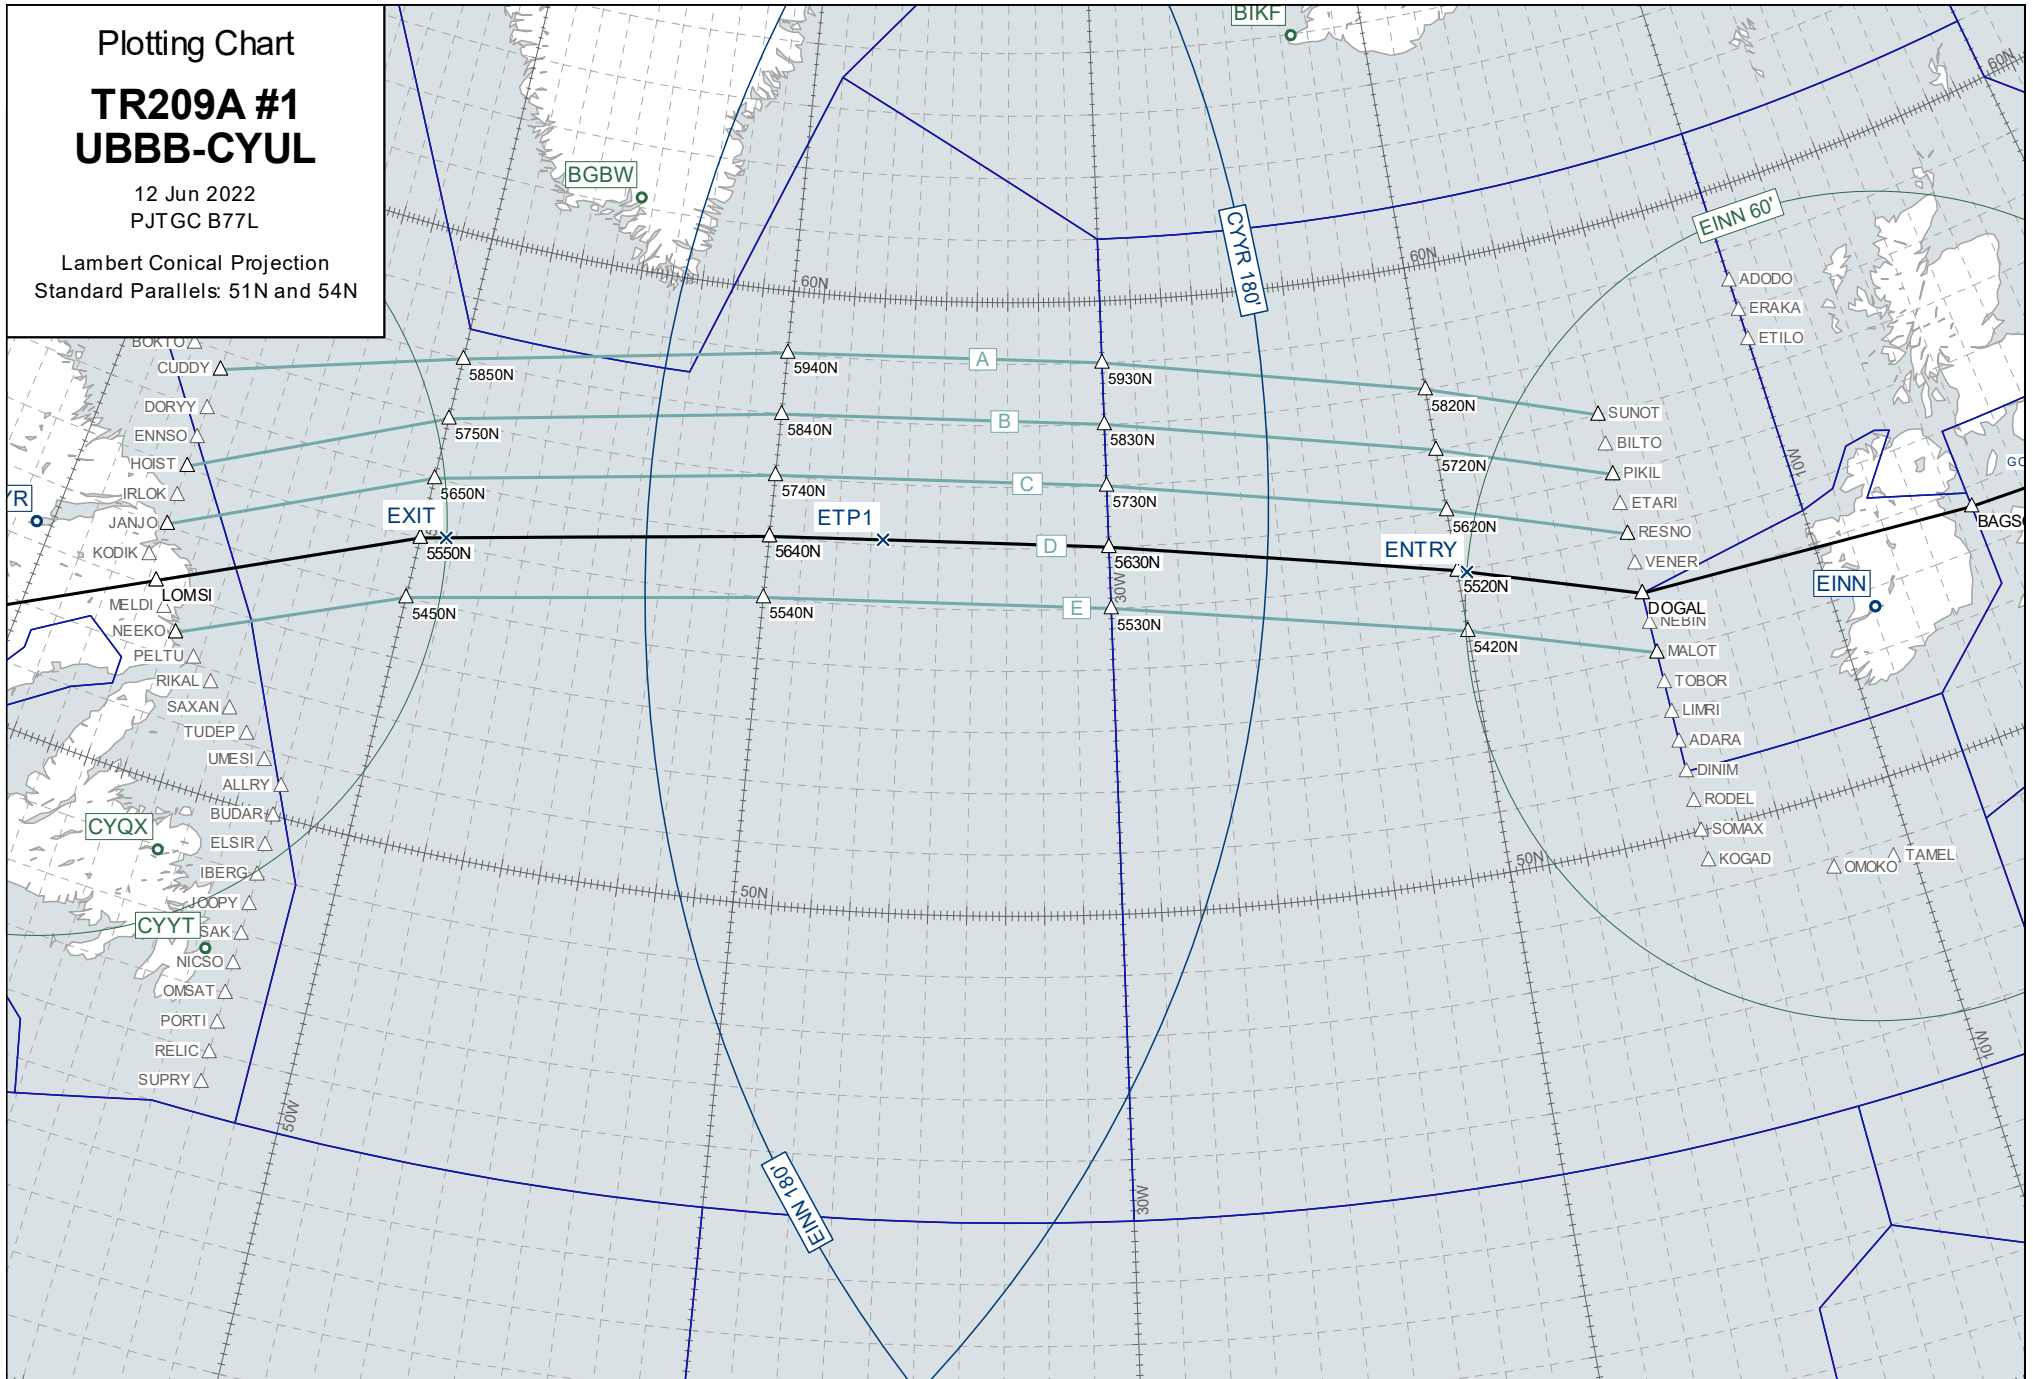 Plotting Chart
TR209A #1
UBBB-CYUL
12 Jun 2022
PJTGC B77L
Lambert Conical Projection
Standard Parallels: 51N and 54N
BIKF
BGBW
CYYR 180'
EINN 60'
60N
60N
60N
ADODO
ERAKA
ETILO
BOKTO
CUDDY
5850N
5940N
A
5930N
5820N
SUNOT
DORYY
ENNSO
5750N
5840N
B
5830N
5720N
BILTO
10W
HOIST
PIKIL
GO
IRLOK
YR
5650N
5740N
C
5730N
5620N
ETARI
JANJO
EXIT
ETP1
RESNO
BAGSO
KODIK
5550N
5640N
D
5630N
ENTRY
5520N
VENER
EINN
LOMSI
30W
DOGAL
NEBIN
MELDI
5450N
5540N
E
5530N
NEEKO
5420N
MALOT
PELTU
RIKAL
TOBOR
SAXAN
LIMRI
TUDEP
ADARA
UMESI
DINIM
ALLRY
RODEL
BUDAR
CYQX
SOMAX
ELSIR
50N
KOGAD
OMOKO
TAMEL
IBERG
50N
JOOPY
CYYT
SAK
NICSO
OMSAT
PORTI
10W
RELIC
SUPRY
50W
EINN 180'
30W